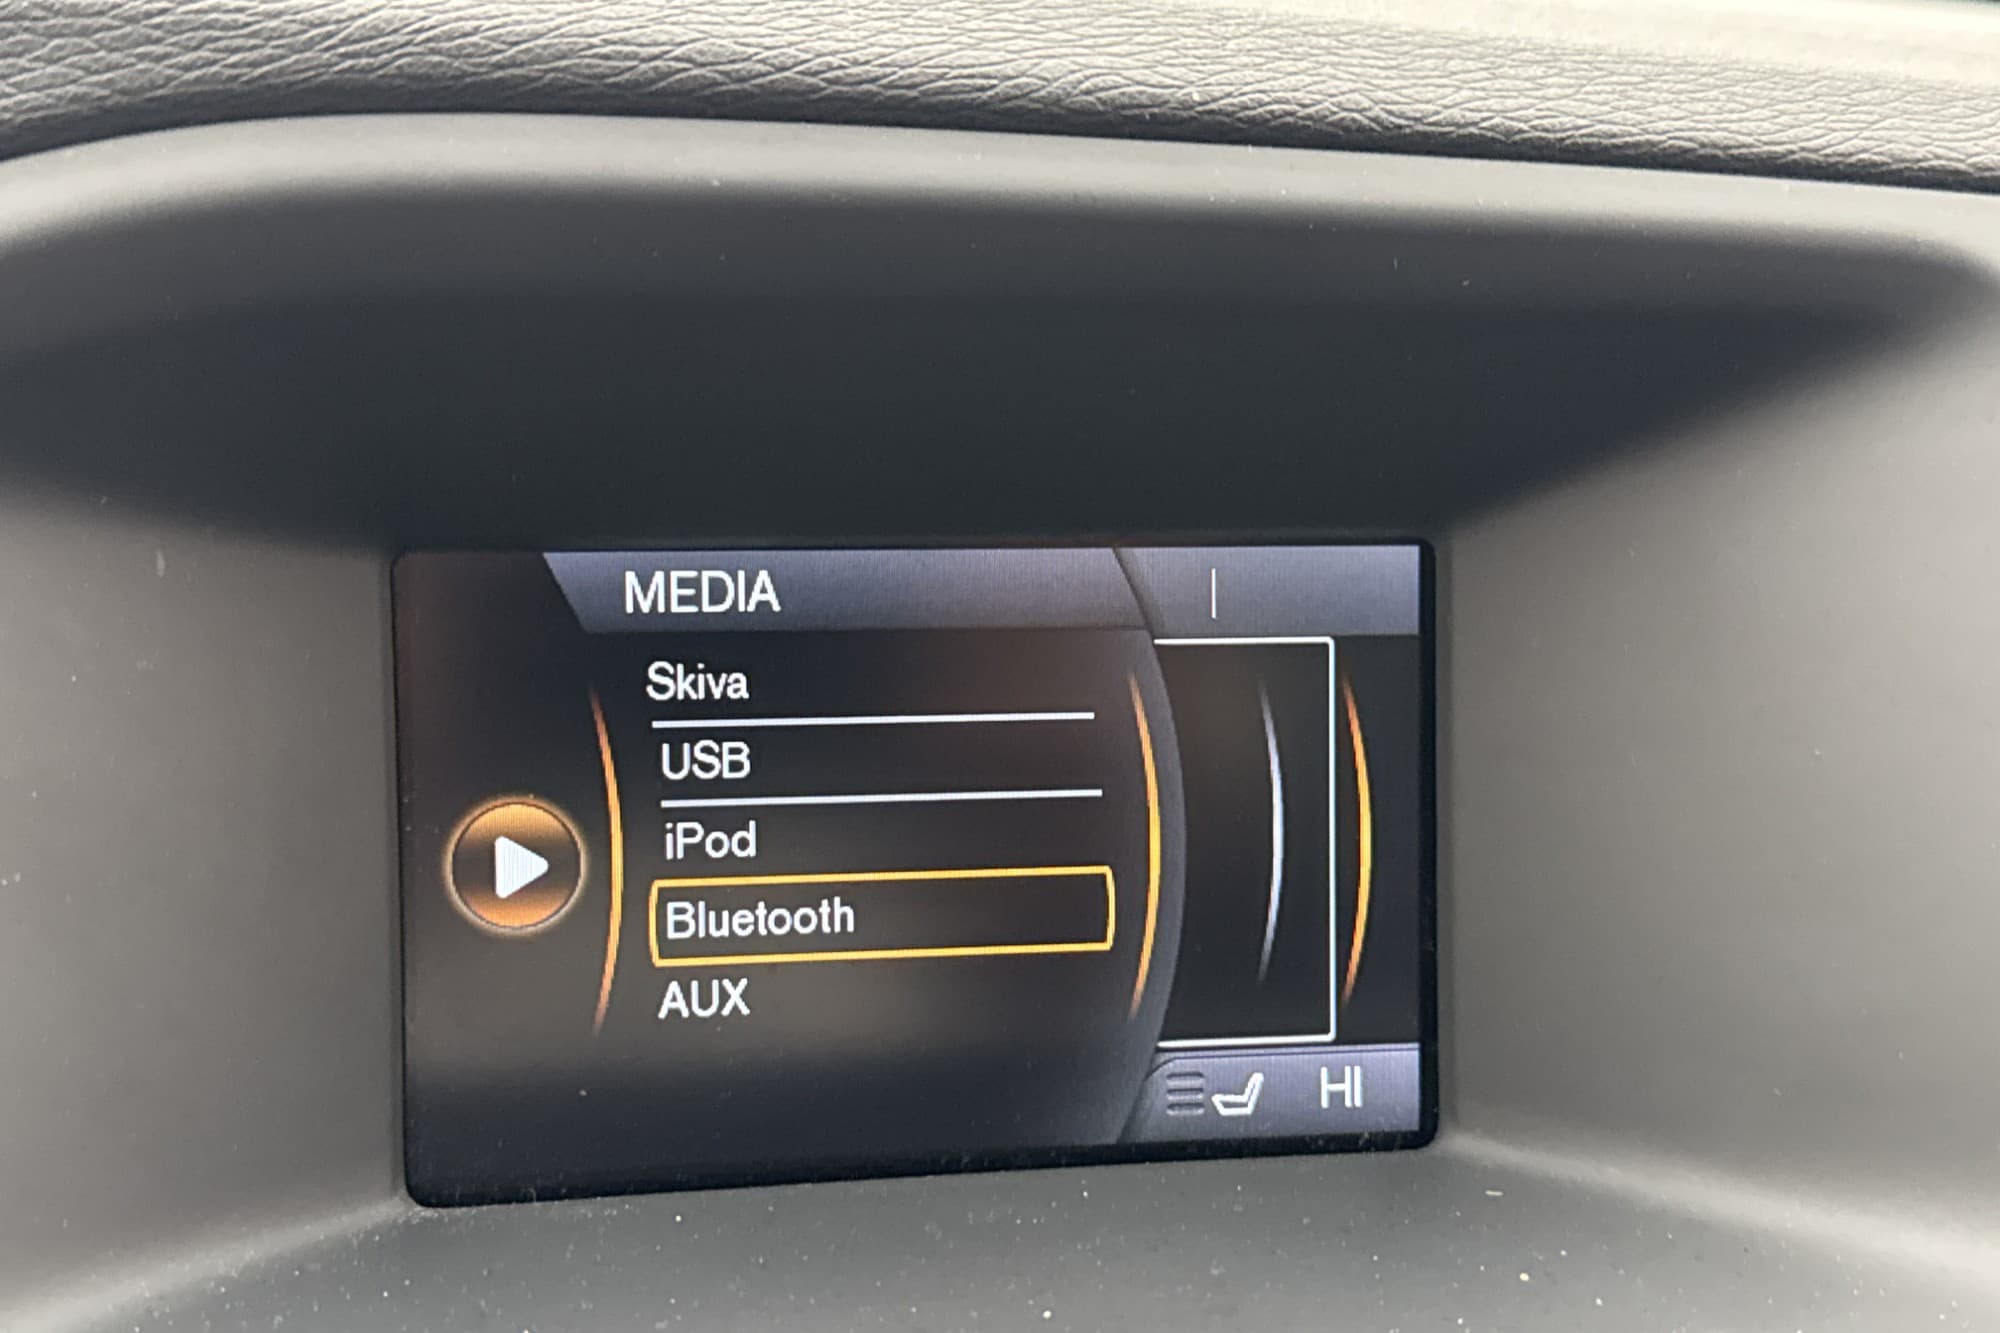 MEDIA
Skiva
USB
iPod
Bluetooth
AUX
HI